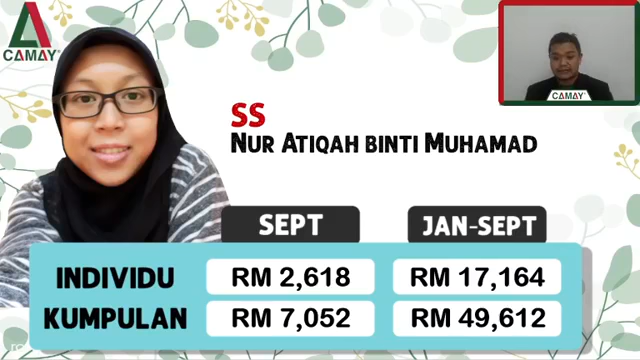 CAMAY
CAMAY
SS
NUR ATIQAH BINTI MUHAMAD
SEPT
JAN-SEPT
INDIVIDU
RM 2,618
RM 17,164
KUMPULAN
RM 7,052
RM 49,612